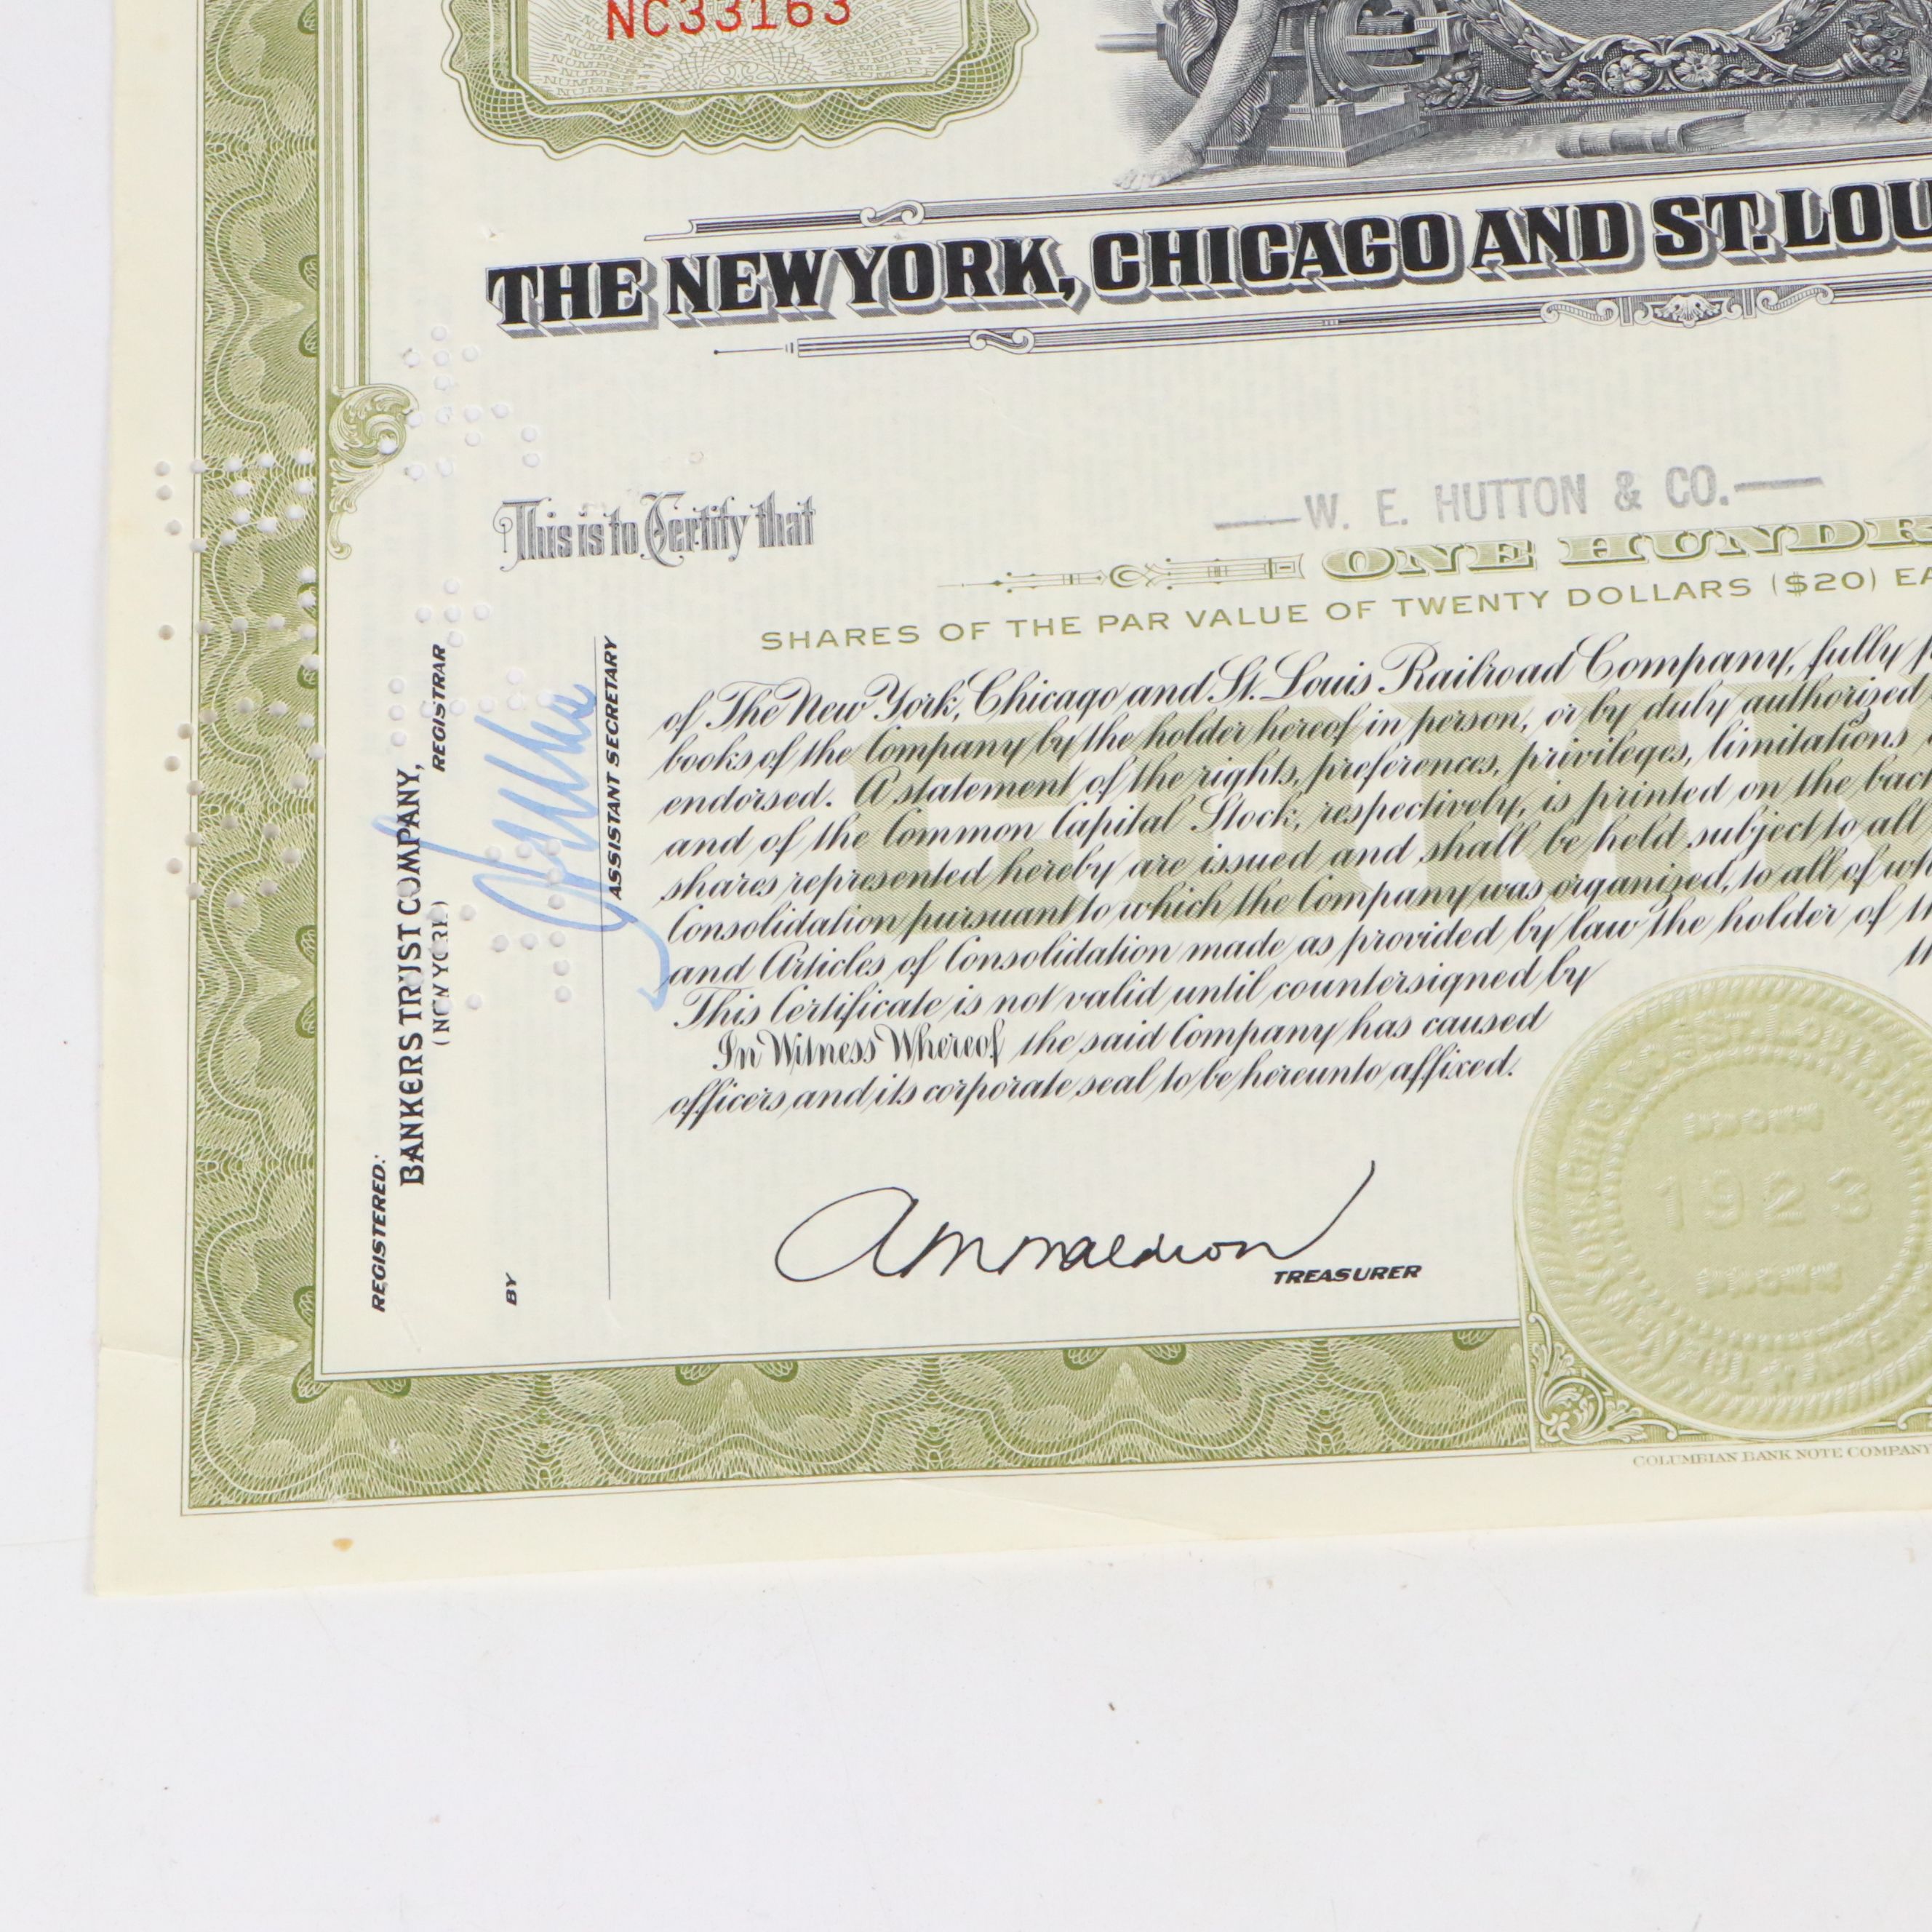 NC33163
THE NEW YORK, CHICAGO AND ST. LOU
This is to Certify that
W. E. HUTTON & CO.
ONE HUNDR
SHARES OF THE PAR VALUE OF TWENTY DOLLARS ($20) EA
of The New York, Chicago and St. Louis Railroad Company, fully p
books of the Company by the holder hereof in person, or by duly authorized
endorsed. A statement of the rights, preferences, privileges, limitations
and of the Common Capital Stock, respectively, is printed on the back
shares represented hereby are issued and shall be held subject to all
Consolidation pursuant to which the Company was organized, to all of wh
and Articles of Consolidation made as provided by law the holder of th
This Certificate is not valid until countersigned by
In Witness Whereof the said Company has caused
officers and its corporate seal to be hereunto affixed.
TREASURER
REGISTERED:
BANKERS TRUST COMPANY,
(NEW YORK) REGISTRAR
BY
ASSISTANT SECRETARY
1923
COLUMBIAN BANK NOTE COMPANY